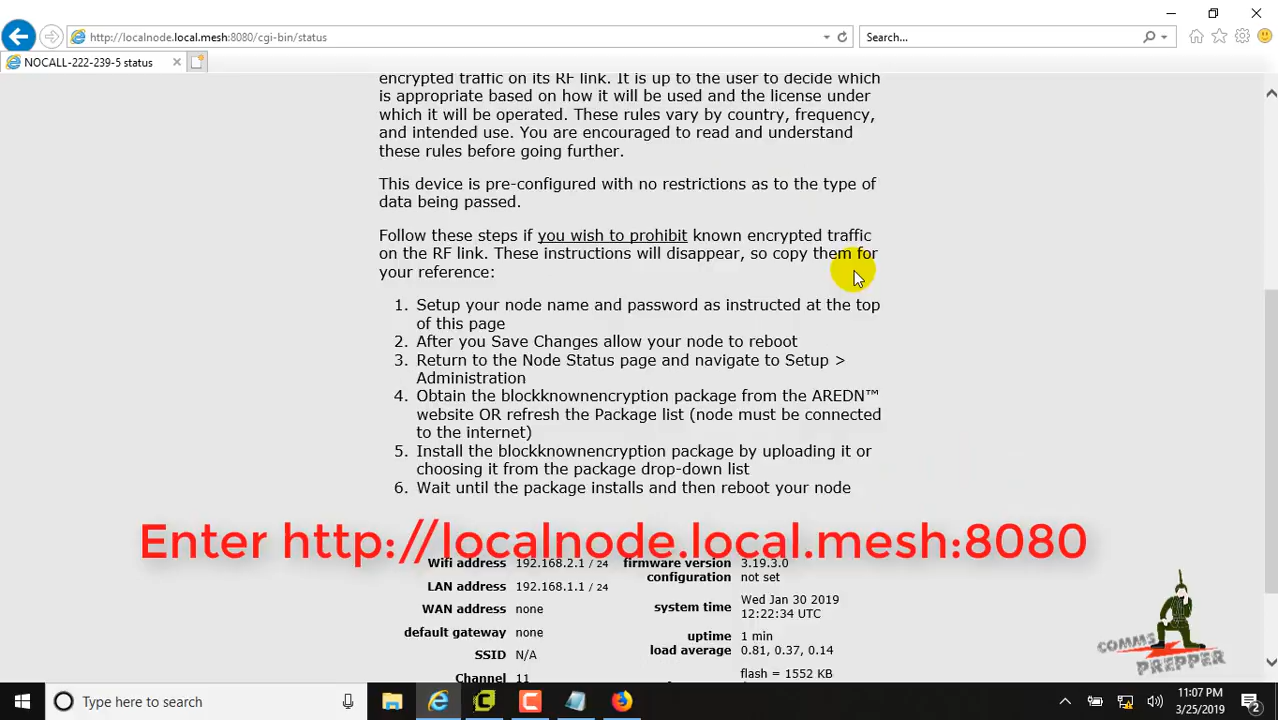 http://localnode.local.mesh:8080/cgi-bin/status
Search...
NOCALL-222-239-5 status
encrypted traffic on its RF link. It is up to the user to decide which
is appropriate based on how it will be used and the license under
which it will be operated. These rules vary by country, frequency,
and intended use. You are encouraged to read and understand
these rules before going further.
This device is pre-configured with no restrictions as to the type of
data being passed.
Follow these steps if you wish to prohibit known encrypted traffic
on the RF link. These instructions will disappear, so copy them for
your reference:
1. Setup your node name and password as instructed at the top
of this page
2. After you Save Changes allow your node to reboot
3. Return to the Node Status page and navigate to Setup >
Administration
4. Obtain the blockknownencryption package from the AREDN™
website OR refresh the Package list (node must be connected
to the internet)
5. Install the blockknownencryption package by uploading it or
choosing it from the package drop-down list
6. Wait until the package installs and then reboot your node
Enter http://localnode.local.mesh:8080
Wifi address 192.168.2.1 / 24
LAN address 192.168.1.1 / 24
WAN address none
default gateway none
SSID N/A
Channel 11
firmware version 3.19.3.0
configuration not set
system time Wed Jan 30 2019
12:22:34 UTC
uptime 1 min
load average 0.81, 0.37, 0.14
flash = 1552 KB
COMMS
PREPPER
Type here to search
11:07 PM
3/25/2019
2